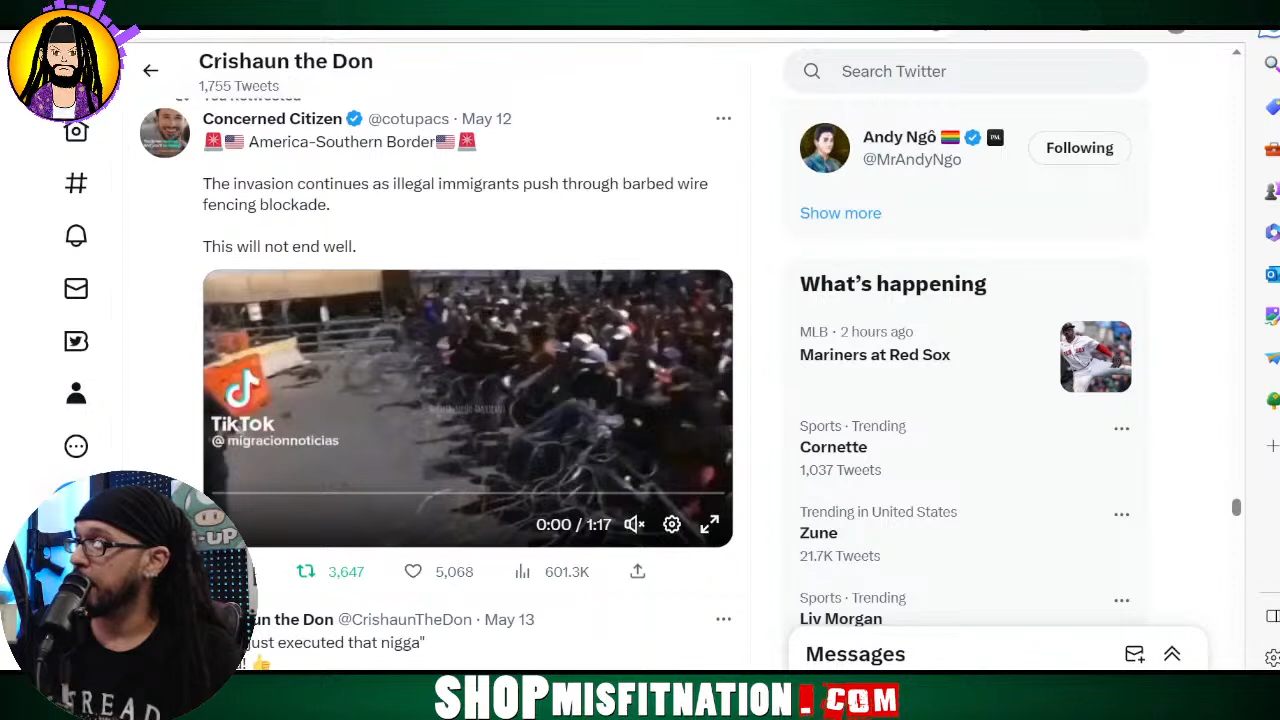 Crishaun the Don
1,755 Tweets
You Retweeted
Concerned Citizen @cotupacs · May 12
America-Southern Border
The invasion continues as illegal immigrants push through barbed wire
fencing blockade.
This will not end well.
TikTok
@migracionnoticias
0:00 / 1:17
3,647
5,068
601.3K
un the Don @CrishaunTheDon · May 13
just executed that nigga"
!
Search Twitter
Andy Ngô
@MrAndyNgo
Following
Show more
What's happening
MLB · 2 hours ago
Mariners at Red Sox
Sports · Trending
Cornette
1,037 Tweets
Trending in United States
Zune
21.7K Tweets
Sports · Trending
Liv Morgan
Messages
-UP
READ
SHOPMISFITNATION.COM